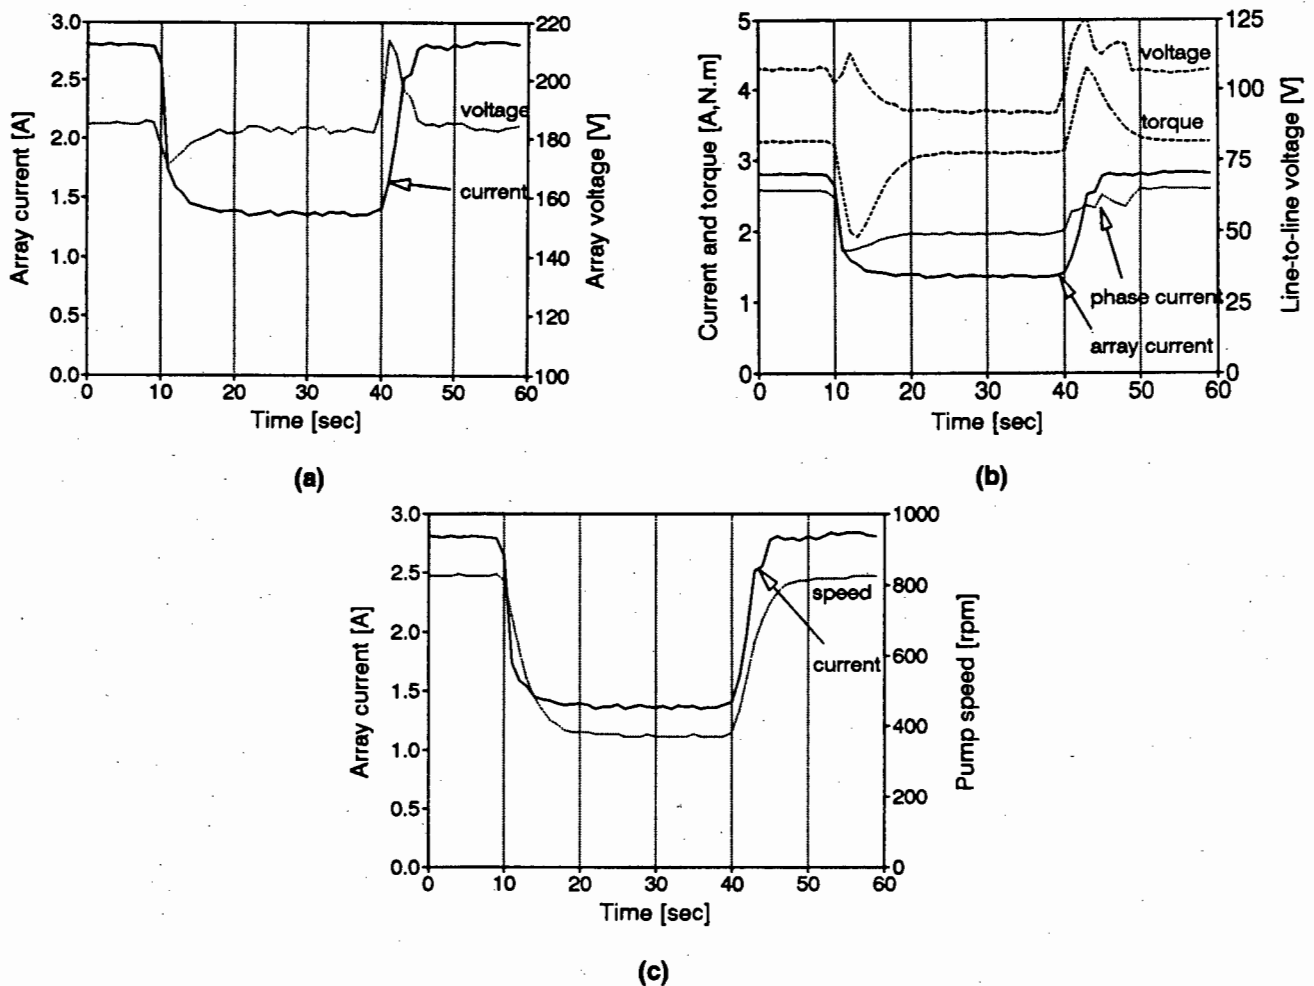 3.0
2.5
2.0
1.5
1.0
0.5
0.0
Array current [A]
220
200
180
160
140
120
100
Array voltage [V]
voltage
current
0 10 20 30 40 50 60
Time [sec]
(a)
5
4
3
2
1
0
Current and torque [A,N.m]
125
100
75
50
25
0
Line-to-line voltage [V]
voltage
torque
phase current
array current
0 10 20 30 40 50 60
Time [sec]
(b)
3.0
2.5
2.0
1.5
1.0
0.5
0.0
Array current [A]
1000
800
600
400
200
0
Pump speed [rpm]
speed
current
0 10 20 30 40 50 60
Time [sec]
(c)